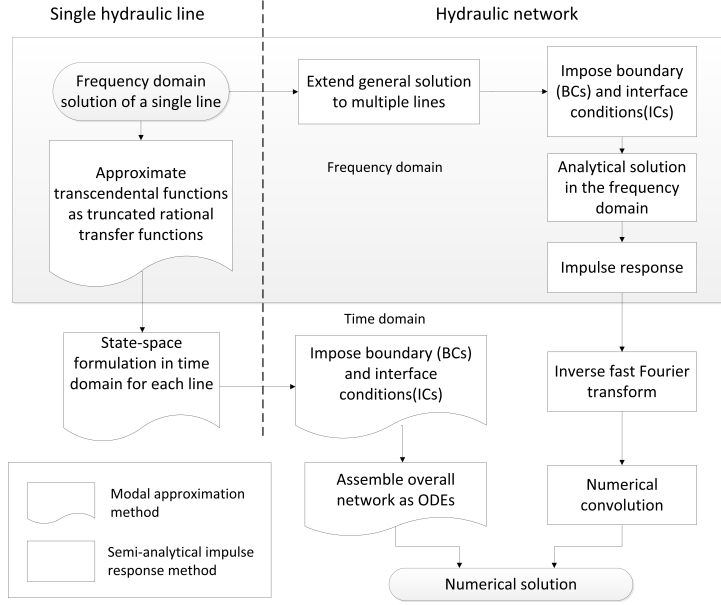 Single hydraulic line
Hydraulic network
Frequency domain
solution of a single line
Extend general solution
to multiple lines
Impose boundary
(BCs) and interface
conditions(ICs)
Approximate
transcendental functions
as truncated rational
transfer functions
Frequency domain
Analytical solution
in the frequency
domain
Impulse response
Time domain
State-space
formulation in time
domain for each line
Impose boundary (BCs)
and interface
conditions(ICs)
Inverse fast Fourier
transform
Assemble overall
network as ODEs
Numerical
convolution
Modal approximation
method
Semi-analytical impulse
response method
Numerical solution